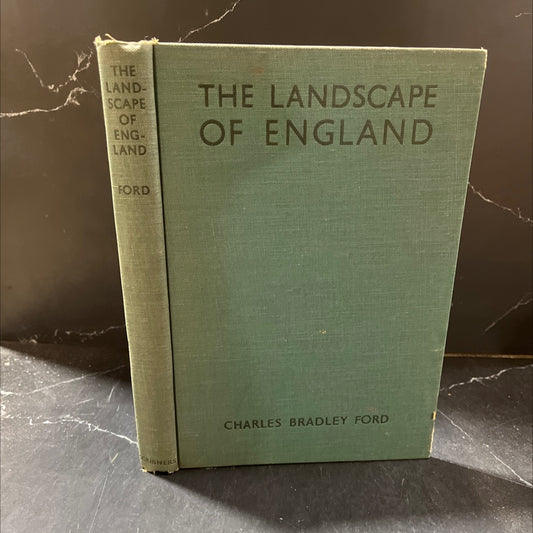 THE
LAND-
SCAPE
OF
ENG-
LAND
FORD
SCRIBNERS
THE LANDSCAPE
OF ENGLAND
CHARLES BRADLEY FORD